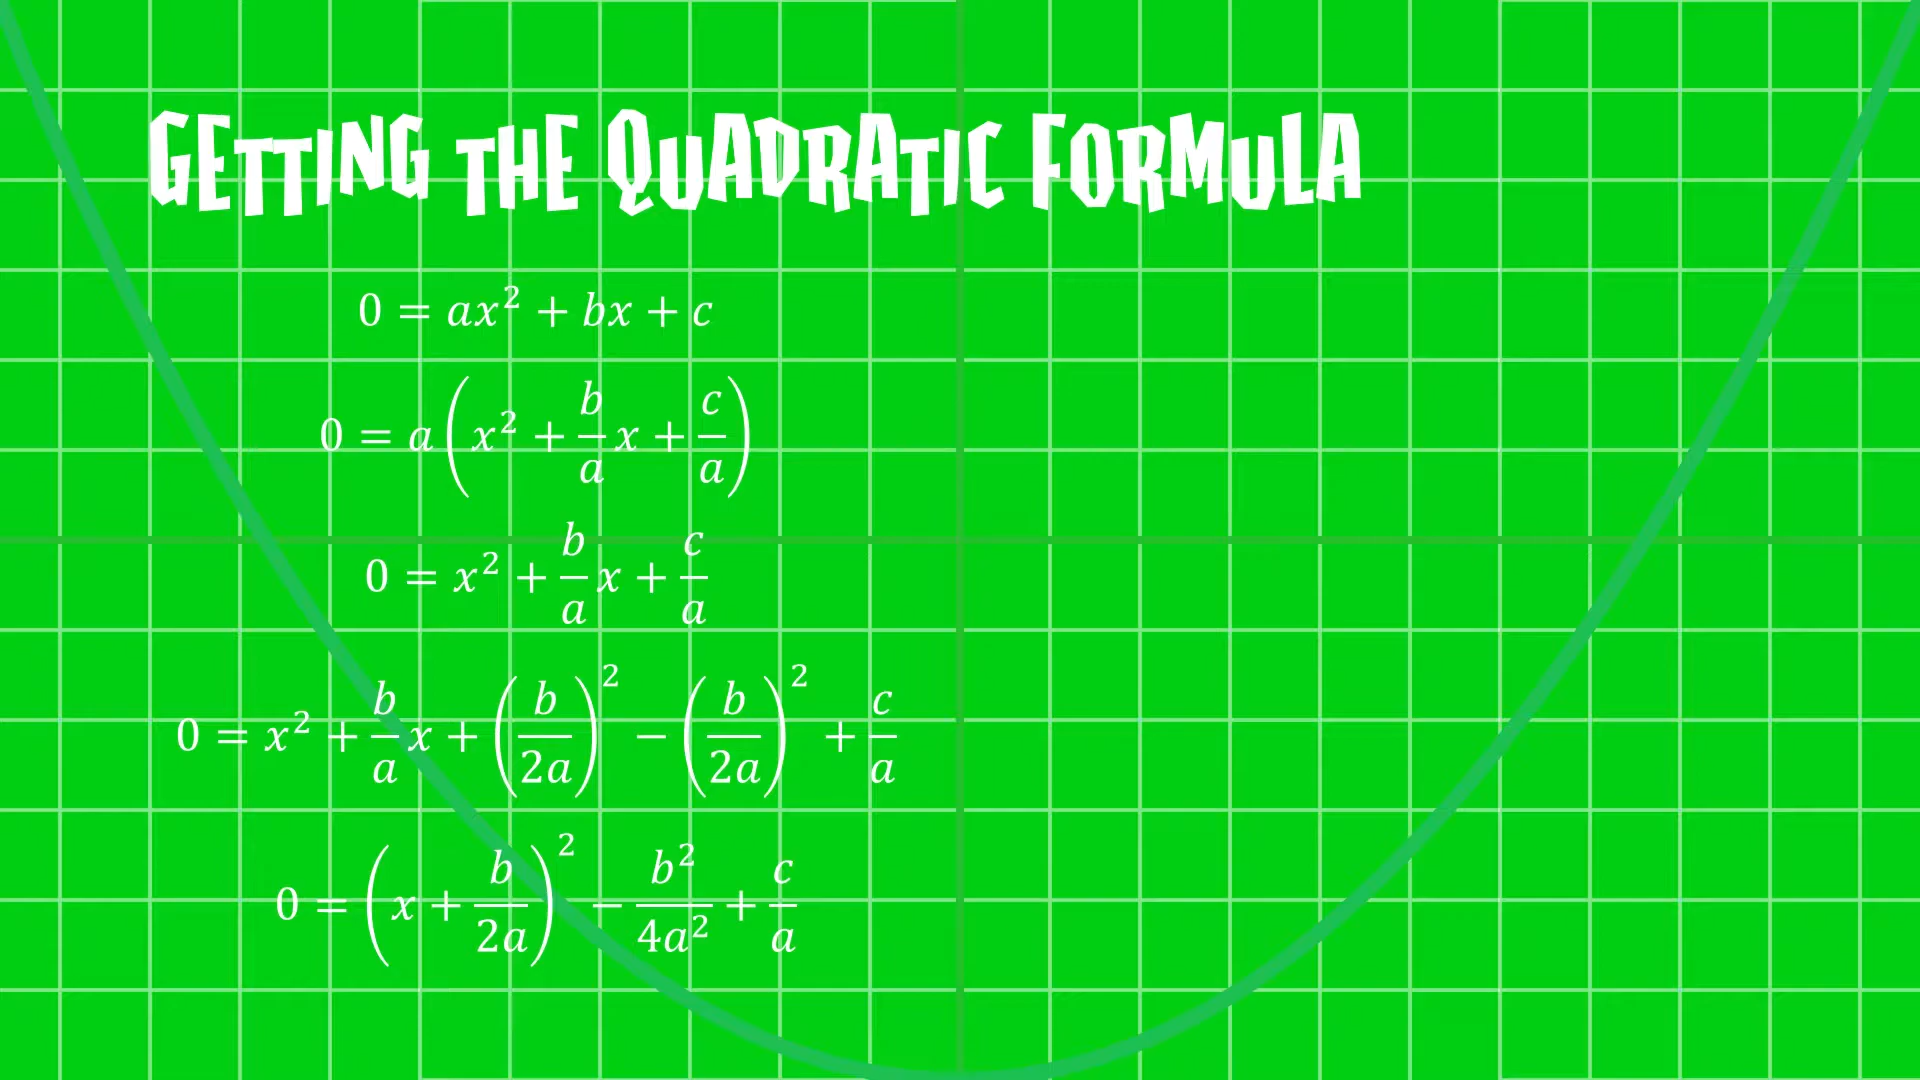 GETTING THE QUADRATIC FORMULA
0 = ax² + bx + c
0 = a(x² + b/a x + c/a)
0 = x² + b/a x + c/a
0 = x² + b/a x + (b/2a)² − (b/2a)² + c/a
0 = (x + b/2a)² − b²/4a² + c/a